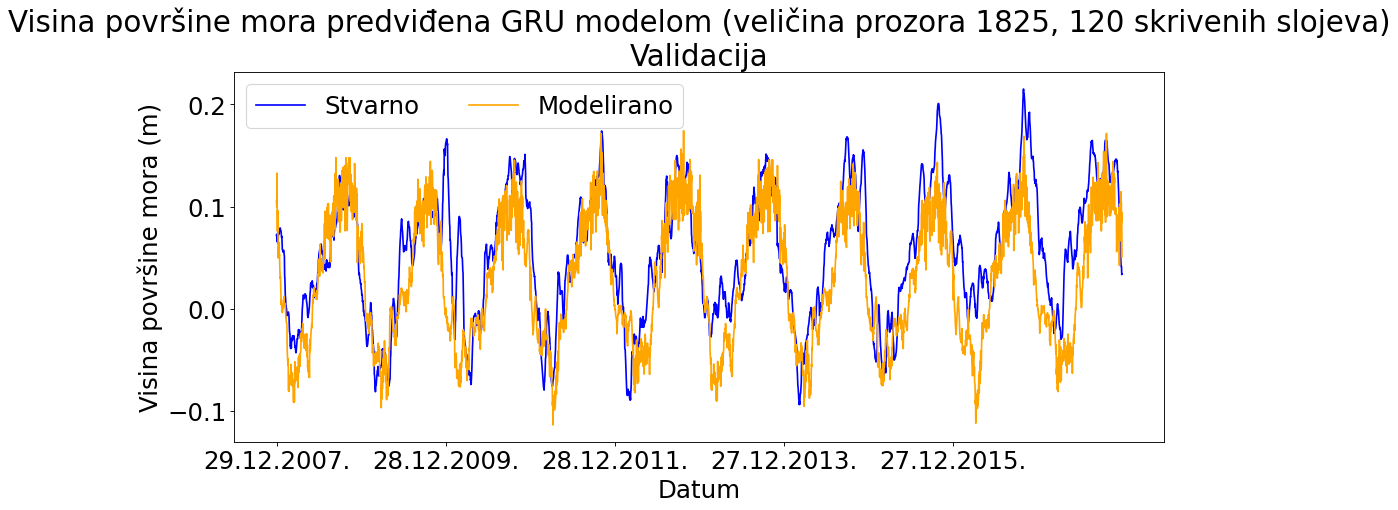 Visina površine mora predviđena GRU modelom (veličina prozora 1825, 120 skrivenih slojeva)
Validacija
Stvarno
Modelirano
Visina površine mora (m)
0.2
0.1
0.0
−0.1
29.12.2007.
28.12.2009.
28.12.2011.
27.12.2013.
27.12.2015.
Datum